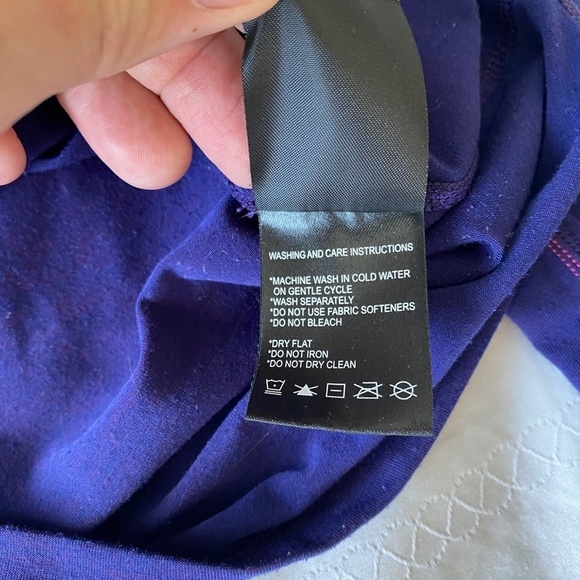 WASHING AND CARE INSTRUCTIONS
*MACHINE WASH IN COLD WATER
ON GENTLE CYCLE
*WASH SEPARATELY
*DO NOT USE FABRIC SOFTENERS
*DO NOT BLEACH
*DRY FLAT
*DO NOT IRON
*DO NOT DRY CLEAN